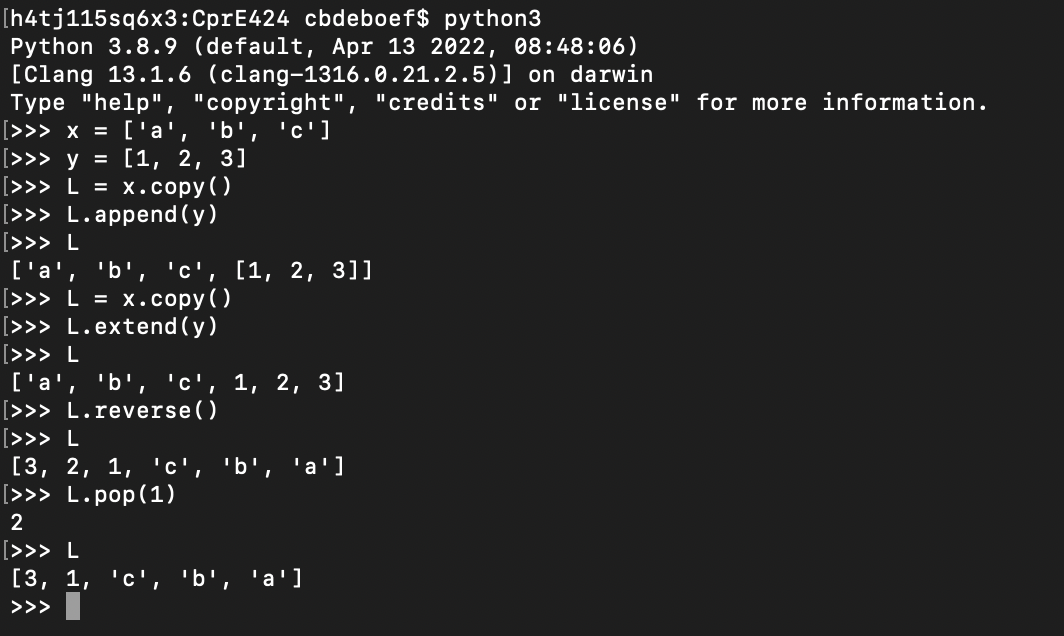 [h4tj115sq6x3:CprE424 cbdeboef$ python3
Python 3.8.9 (default, Apr 13 2022, 08:48:06)
[Clang 13.1.6 (clang-1316.0.21.2.5)] on darwin
Type "help", "copyright", "credits" or "license" for more information.
[>>> x = ['a', 'b', 'c']
[>>> y = [1, 2, 3]
[>>> L = x.copy()
[>>> L.append(y)
[>>> L
['a', 'b', 'c', [1, 2, 3]]
[>>> L = x.copy()
[>>> L.extend(y)
[>>> L
['a', 'b', 'c', 1, 2, 3]
[>>> L.reverse()
[>>> L
[3, 2, 1, 'c', 'b', 'a']
[>>> L.pop(1)
2
[>>> L
[3, 1, 'c', 'b', 'a']
>>>